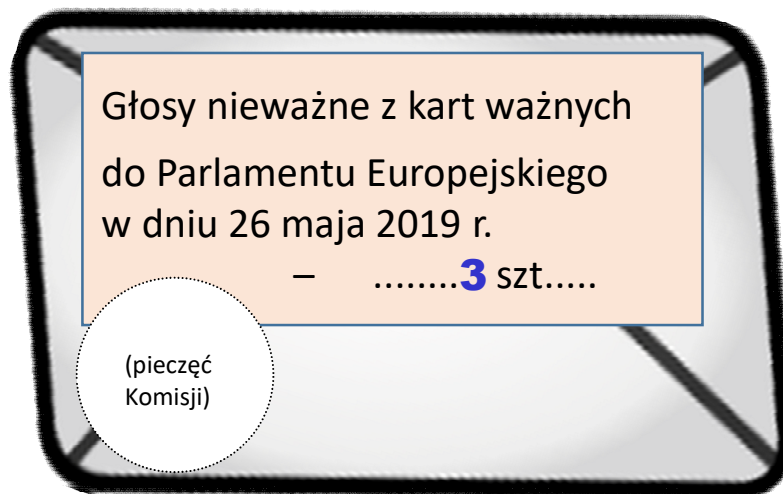 Głosy nieważne z kart ważnych
do Parlamentu Europejskiego
w dniu 26 maja 2019 r.
– ........3 szt.....
(pieczęć
Komisji)